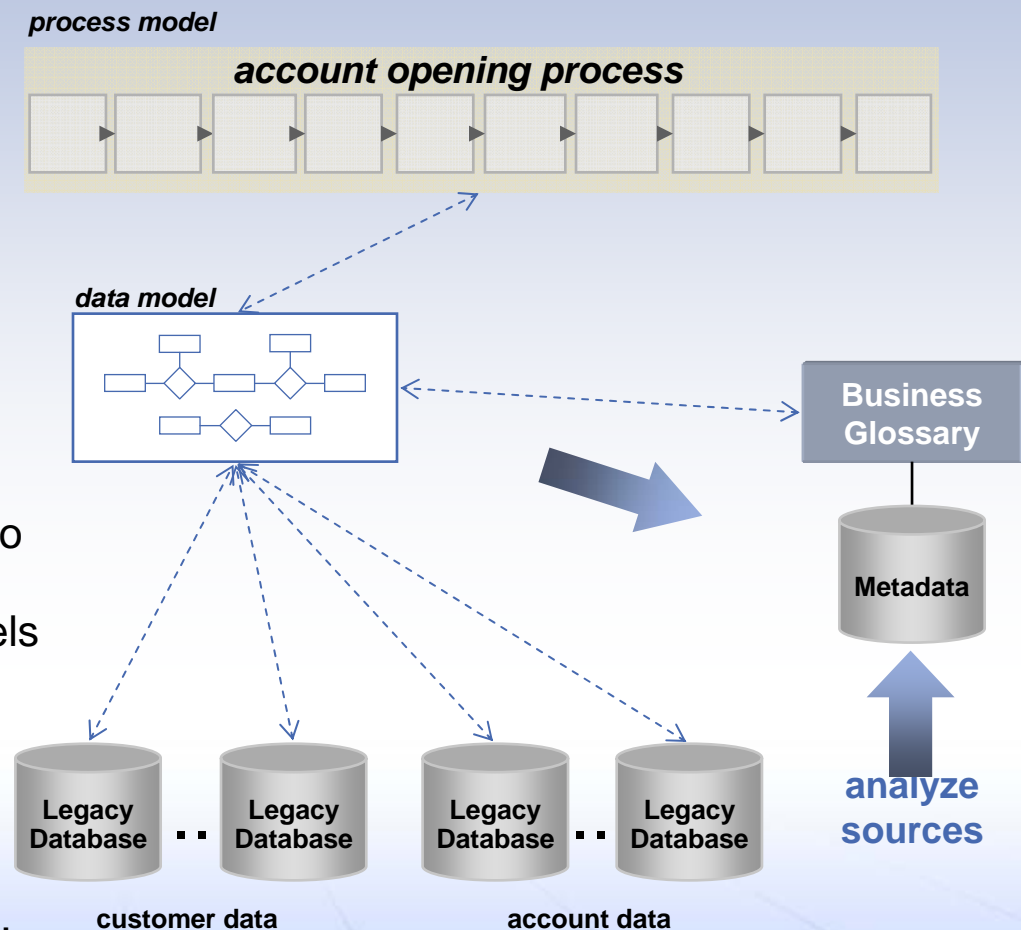 process model
account opening process
data model
Business
Glossary
o
els
Metadata
Legacy
Database
..
Legacy
Database
Legacy
Database
..
Legacy
Database
analyze
sources
customer data
account data